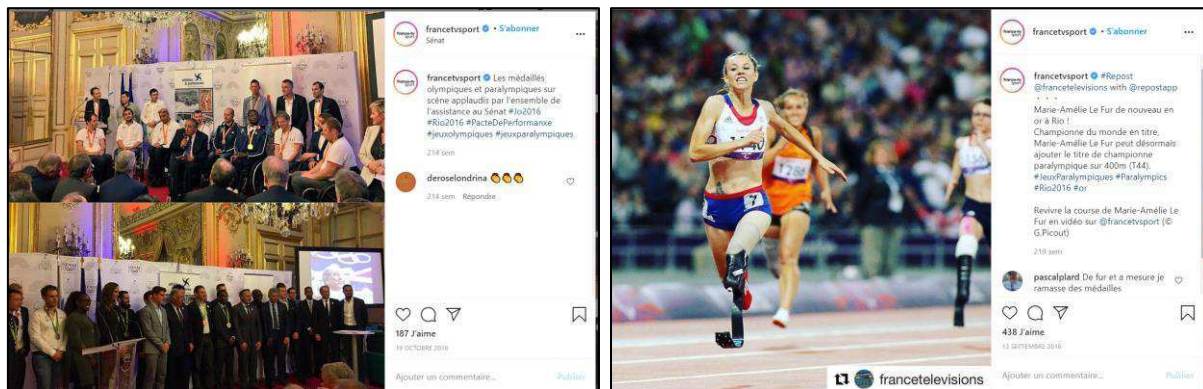 francetvsport • S'abonner
Sénat
francetvsport Les médaillés
olympiques et paralympiques sur
scène applaudis par l'ensemble de
l'assistance au Sénat #Jo2016
#Rio2016 #PacteDePerformanxe
#jeuxolympiques #jeuxparalympiques
214 sem
deroselondrina 👏👏👏
214 sem Répondre
187 J'aime
19 OCTOBRE 2016
Ajouter un commentaire... Publier
francetvsport • S'abonner
francetvsport #Repost
@francetelevisions with @repostapp
・・・
Marie-Amélie Le Fur de nouveau en
or à Rio !
Championne du monde en titre,
Marie-Amélie Le Fur peut désormais
ajouter le titre de championne
paralympique sur 400m (T44).
#JeuxParalympiques #Paralympics
#Rio2016 #or
Revivre la course de Marie-Amélie Le
Fur en vidéo sur @francetvsport (©
G.Picout)
219 sem
pascalplard De fur et a mesure je
ramasse des médailles
438 J'aime
13 SEPTEMBRE 2016
Ajouter un commentaire... Publier
7
francetelevisions